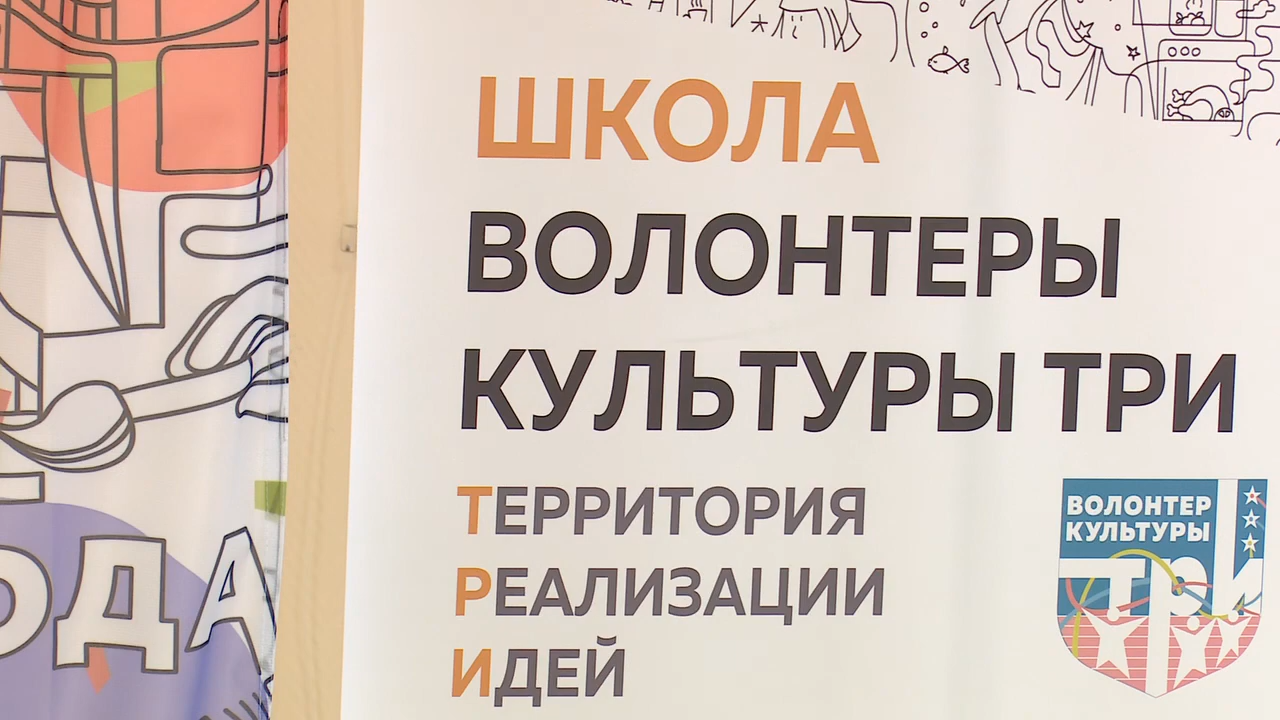 ШКОЛА
ВОЛОНТЕРЫ
КУЛЬТУРЫ ТРИ
ТЕРРИТОРИЯ
РЕАЛИЗАЦИИ
ИДЕЙ
ВОЛОНТЕР
КУЛЬТУРЫ
ТРИ
ОДА